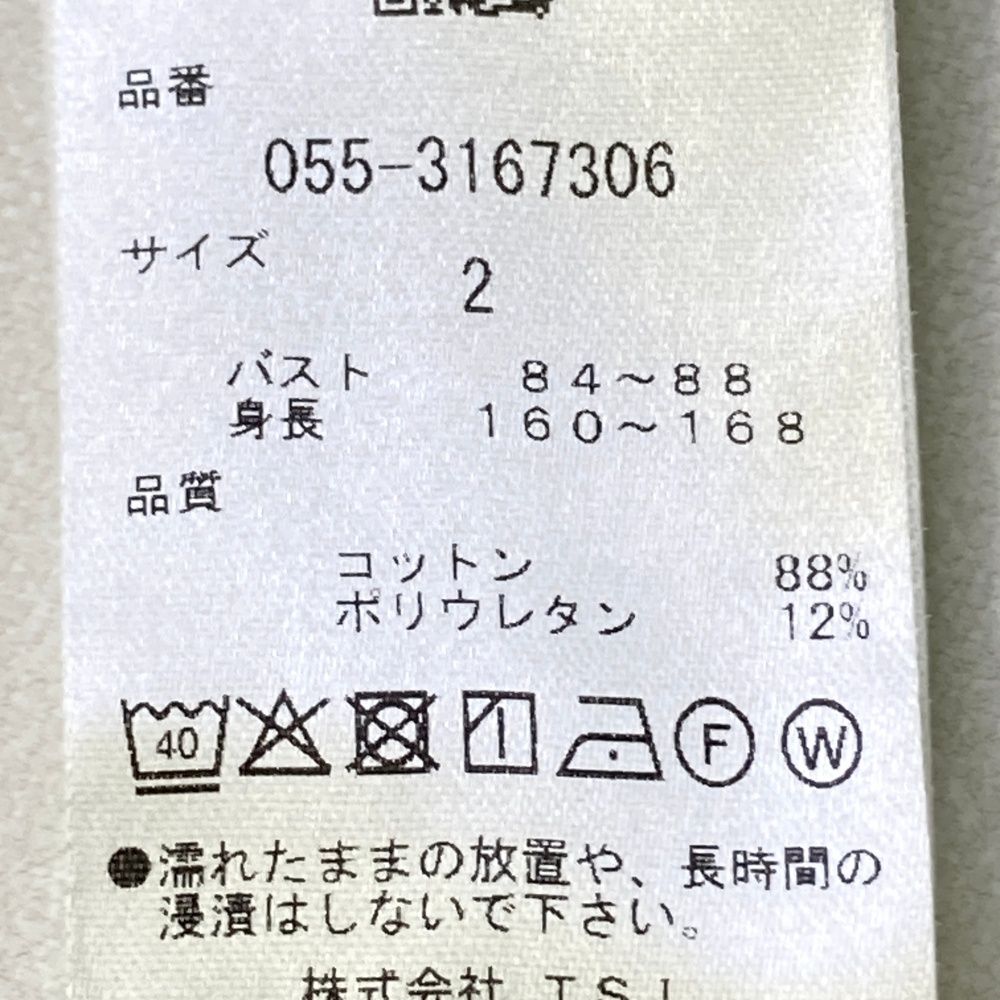 品番
055-3167306
サイズ
2
バスト 84～88
身長 160～168
品質
コットン 88%
ポリウレタン 12%
40 F W
●濡れたままの放置や、長時間の
浸漬はしないで下さい。
株式会社 TSI